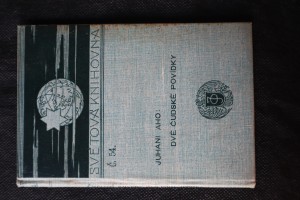 SVĚTOVÁ KNIHOVNA
Č. 54.
JUHANI AHO:
DVĚ ČUDSKÉ POVÍDKY